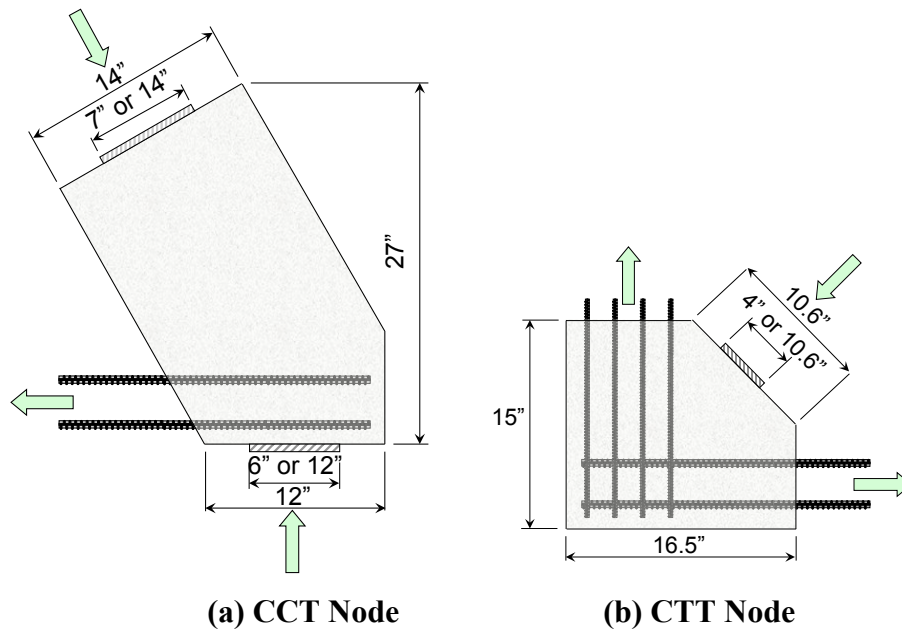 14”
7” or 14”
27”
6” or 12”
12”
10.6”
4” or 10.6”
15”
16.5”
(a) CCT Node
(b) CTT Node